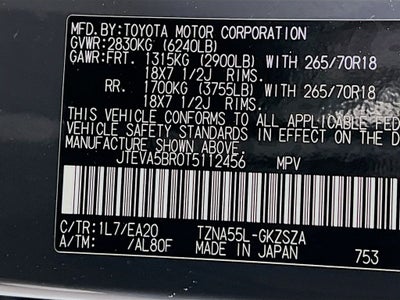 MFD.BY:TOYOTA MOTOR CORPORATION
GVWR:2830KG (6240LB)
GAWR:FRT. 1315KG (2900LB) WITH 265/70R18
18X7 1/2J RIMS.
RR. 1700KG (3755LB) WITH 265/70R18
18X7 1/2J RIMS.
THIS VEHICLE CONFORMS TO ALL APPLICABLE FED
VEHICLE SAFETY STANDARDS IN EFFECT ON THE D
MANUFACTURE SHOWN ABOVE.
JTEVA5BR0T5112456 MPV
C/TR:1L7/EA20 TZNA55L-GKZSZA
A/TM: /AL80F MADE IN JAPAN 753